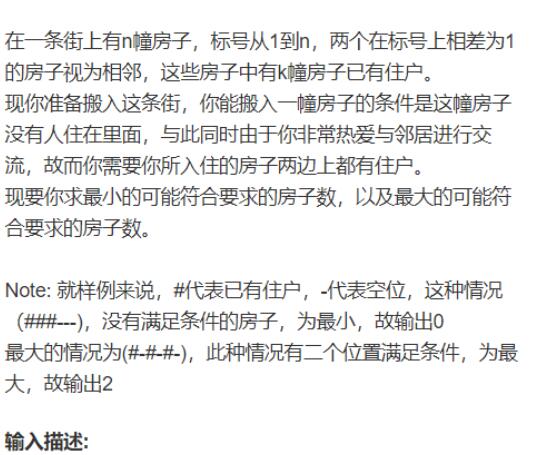 在一条街上有n幢房子，标号从1到n，两个在标号上相差为1
的房子视为相邻，这些房子中有k幢房子已有住户。
现你准备搬入这条街，你能搬入一幢房子的条件是这幢房子
没有人住在里面，与此同时由于你非常热爱与邻居进行交
流，故而你需要你所入住的房子两边上都有住户。
现要你求最小的可能符合要求的房子数，以及最大的可能符
合要求的房子数。
Note: 就样例来说，#代表已有住户，-代表空位，这种情况
（###---)，没有满足条件的房子，为最小，故输出0
最大的情况为(#-#-#-)，此种情况有二个位置满足条件，为最
大，故输出2
输入描述: